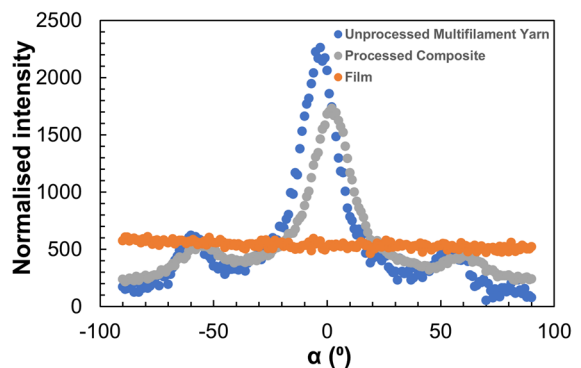 Unprocessed Multifilament Yarn
Processed Composite
Film
Normalised intensity
2500
2000
1500
1000
500
0
-100
-50
0
50
100
α (º)